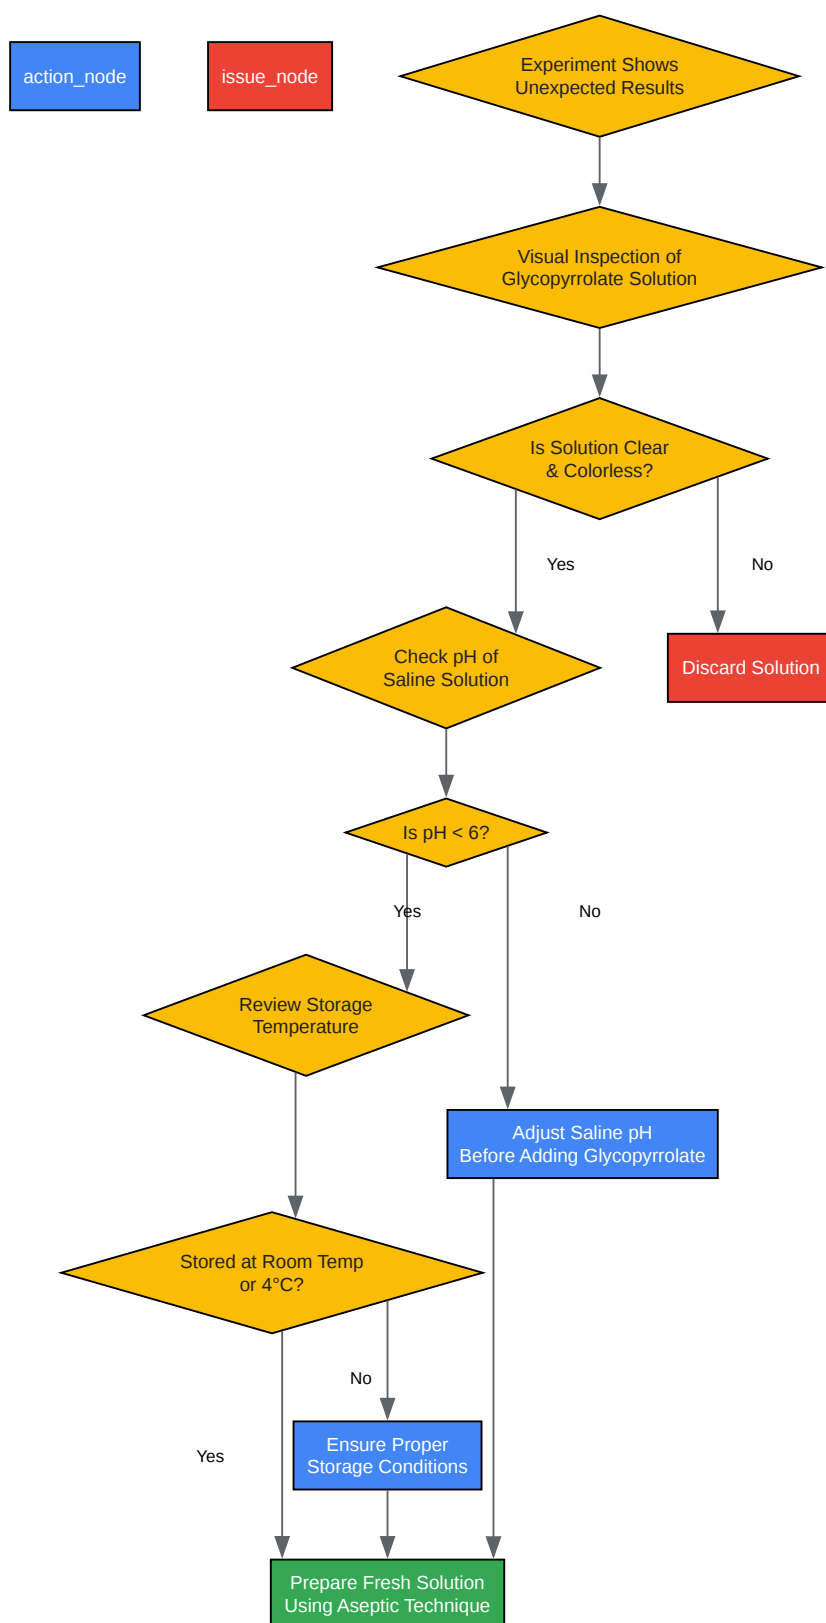 action_node
issue_node
Experiment Shows
Unexpected Results
Visual Inspection of
Glycopyrrolate Solution
Is Solution Clear
& Colorless?
Yes
No
Check pH of
Saline Solution
Discard Solution
Is pH < 6?
Yes
No
Review Storage
Temperature
Adjust Saline pH
Before Adding Glycopyrrolate
Stored at Room Temp
or 4°C?
No
Yes
Ensure Proper
Storage Conditions
Prepare Fresh Solution
Using Aseptic Technique